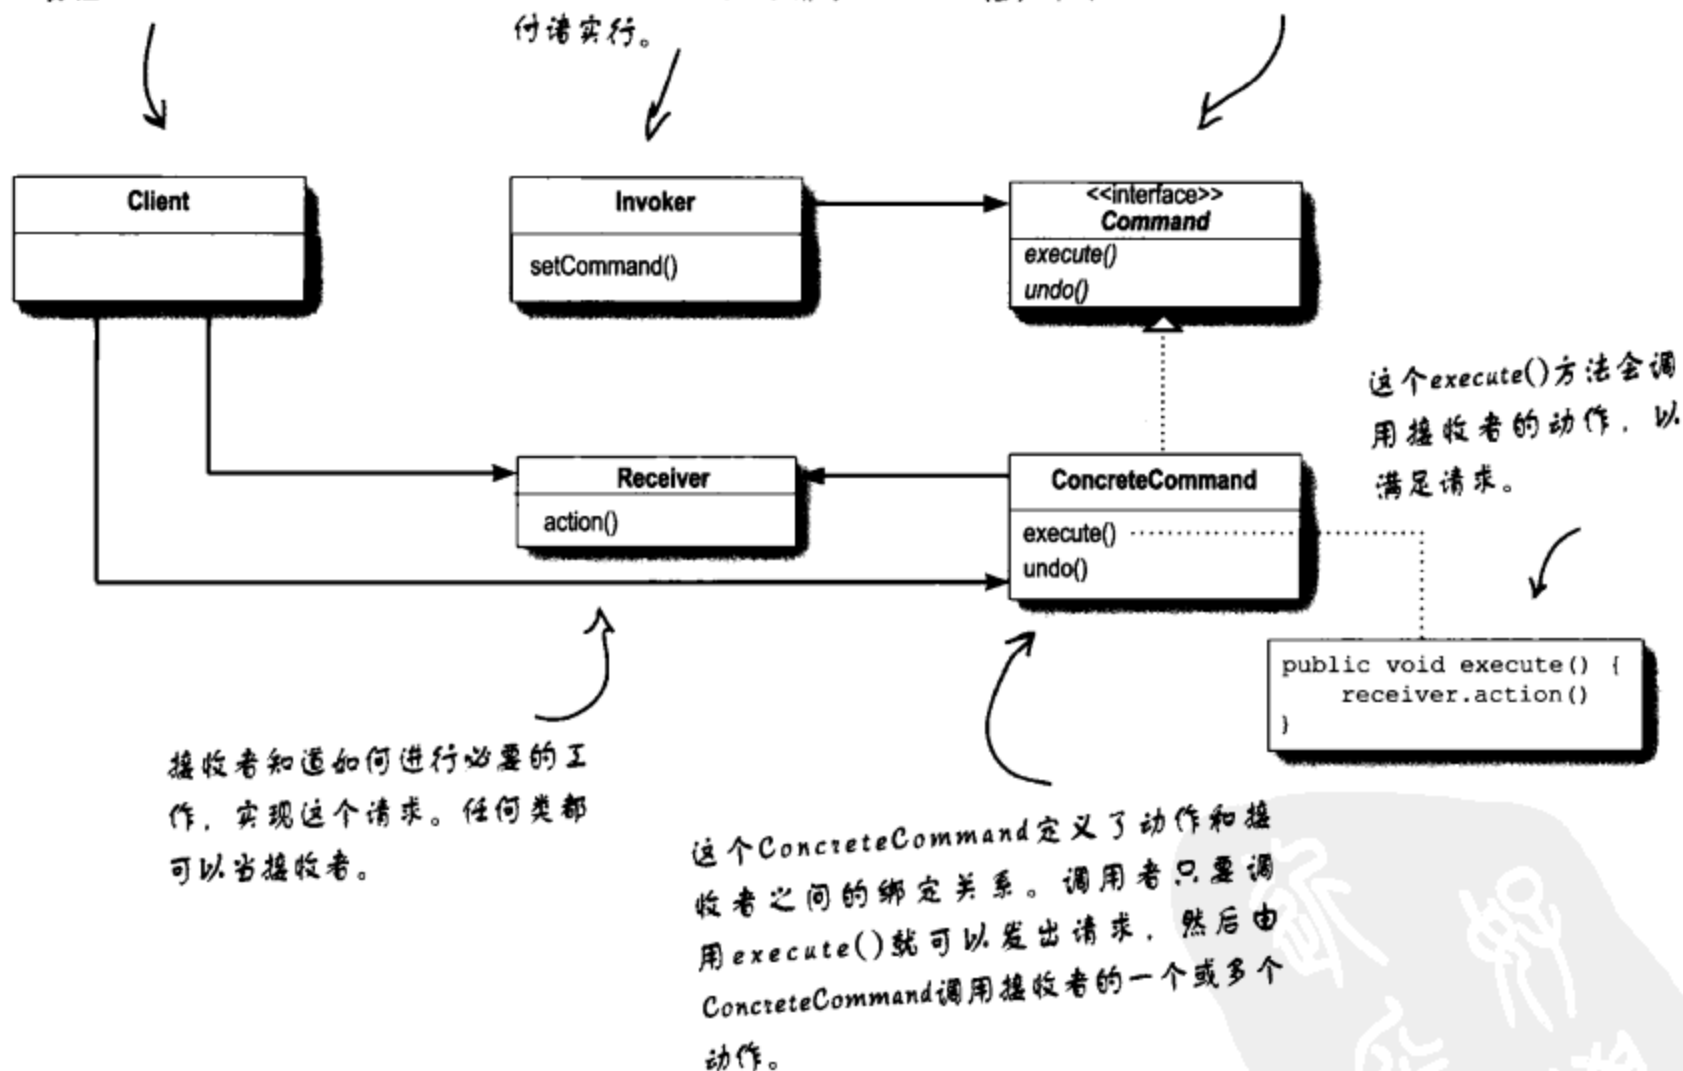 付诸实行。
Client
Invoker
setCommand()
<<interface>>
Command
execute()
undo()
这个execute()方法会调
用接收者的动作，以
满足请求。
Receiver
action()
ConcreteCommand
execute()
undo()
public void execute() {
receiver.action()
}
接收者知道如何进行必要的工
作，实现这个请求。任何类都
可以当接收者。
这个ConcreteCommand定义了动作和接
收者之间的绑定关系。调用者只要调
用execute()就可以发出请求，然后由
ConcreteCommand调用接收者的一个或多个
动作。